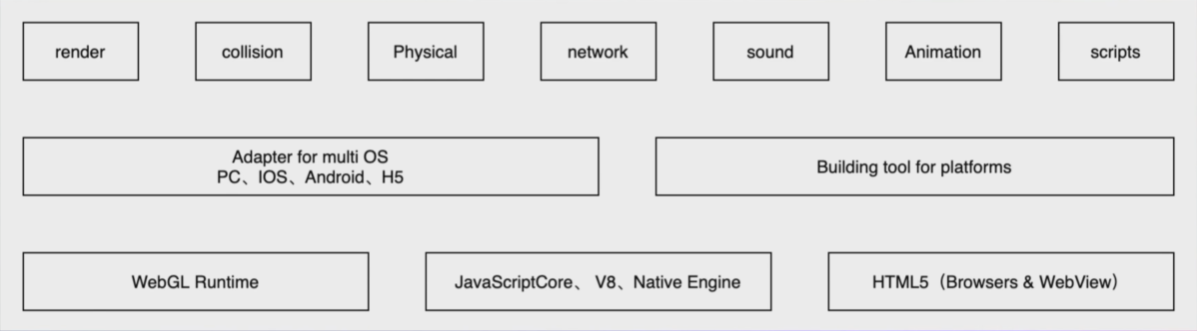 render
collision
Physical
network
sound
Animation
scripts
Adapter for multi OS
PC、IOS、Android、H5
Building tool for platforms
WebGL Runtime
JavaScriptCore、 V8、Native Engine
HTML5（Browsers & WebView）